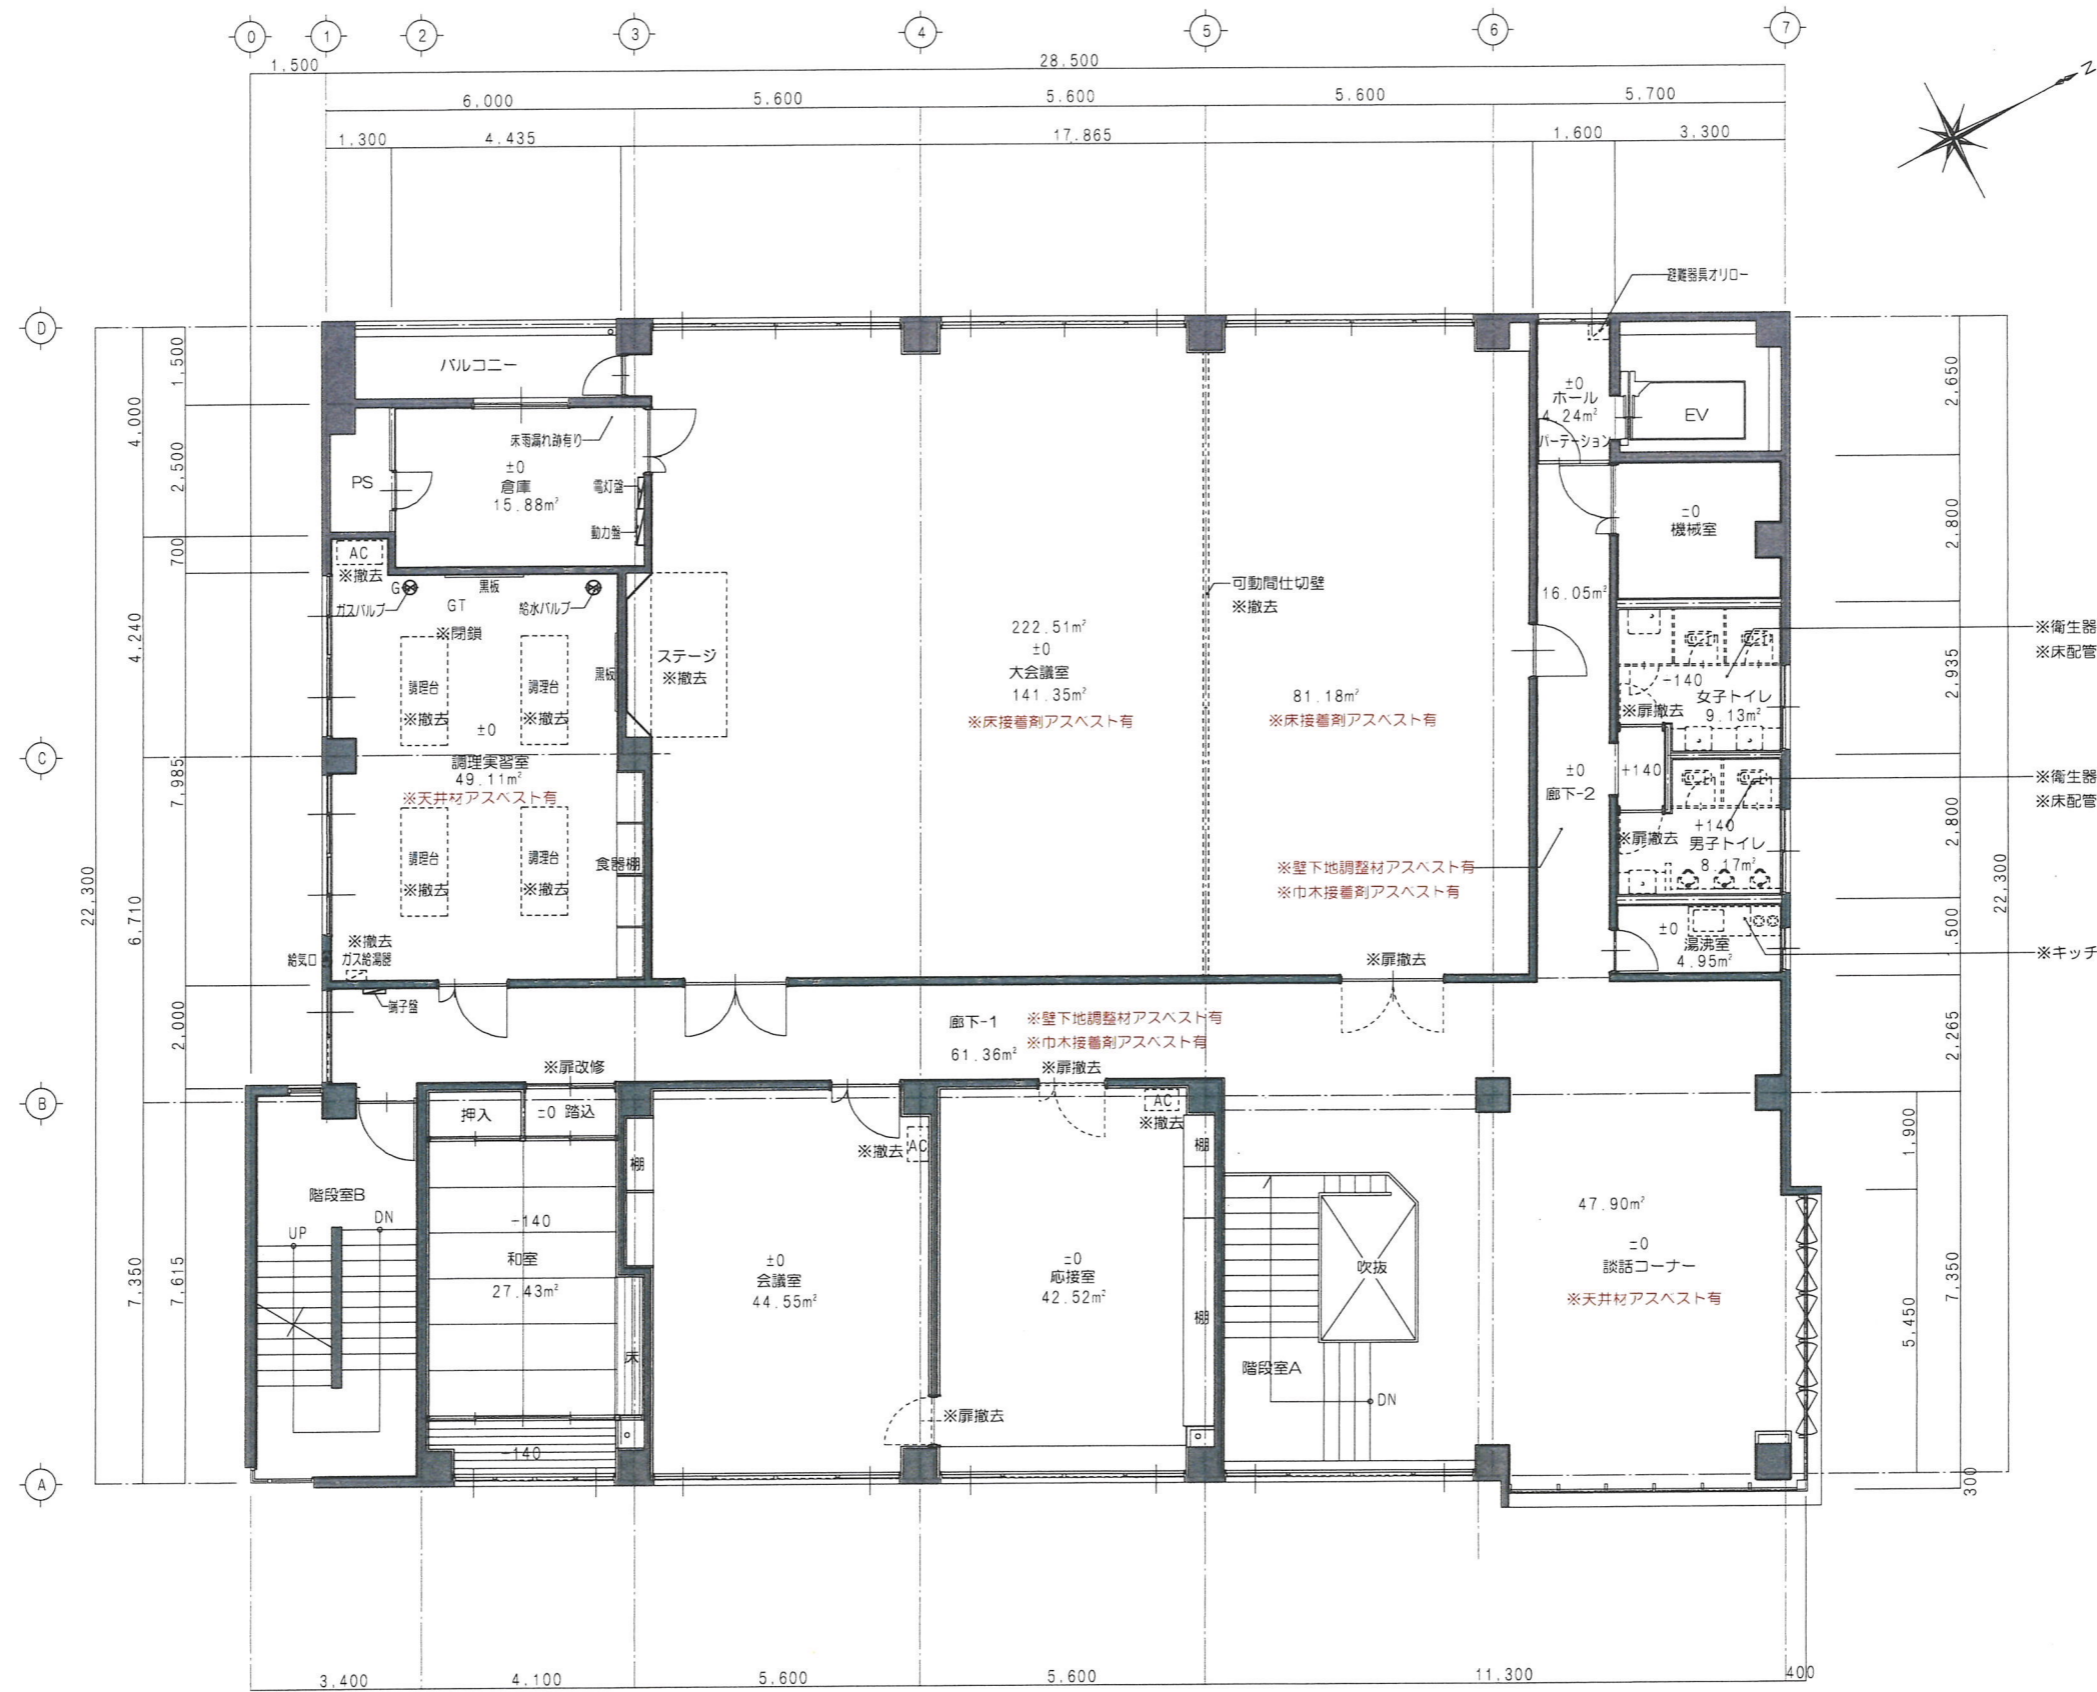 0 1 2 3 4 5 6 7
1,500
28,500
6,000 5,600 5,600 5,600 5,700
1,300 4,435 17,865 1,600 3,300
N
避難器具オリロー
D
C
B
A
1,500
4,000
2,500
700
4,240
7,985
22,300
6,710
2,000
7,350
7,615
バルコニー
床雨漏れ跡有り
±0
倉庫
15.88m²
PS
電灯盤
動力盤
AC
※撤去
G
ガスバルブ
黒板
GT
給水バルブ
※閉鎖
調理台
※撤去
調理台
※撤去
黒板
±0
調理実習室
49.11m²
※天井材アスベスト有
調理台
※撤去
調理台
※撤去
食器棚
※撤去
ガス給湯器
給気口
端子盤
ステージ
※撤去
222.51m²
±0
大会議室
141.35m²
※床接着剤アスベスト有
可動間仕切壁
※撤去
81.18m²
※床接着剤アスベスト有
※壁下地調整材アスベスト有
※巾木接着剤アスベスト有
※扉撤去
±0
ホール
4.24m²
パーテーション
EV
±0
機械室
16.05m²
-140
女子トイレ
※扉撤去
9.13m²
+140
±0
廊下-2
+140
※扉撤去
男子トイレ
8.17m²
±0
湯沸室
4.95m²
※衛生器
※床配管
※衛生器
※床配管
※キッチ
2,650
2,800
2,935
2,800
1,500
22,300
2,265
1,900
7,350
5,450
300
廊下-1
※壁下地調整材アスベスト有
※巾木接着剤アスベスト有
61.36m²
※扉撤去
※扉改修
押入
±0 踏込
棚
※撤去
AC
AC
※撤去
棚
階段室B
UP
DN
-140
和室
27.43m²
床
-140
±0
会議室
44.55m²
±0
応接室
42.52m²
棚
※扉撤去
吹抜
階段室A
DN
47.90m²
±0
談話コーナー
※天井材アスベスト有
3,400 4,100 5,600 5,600 11,300 400